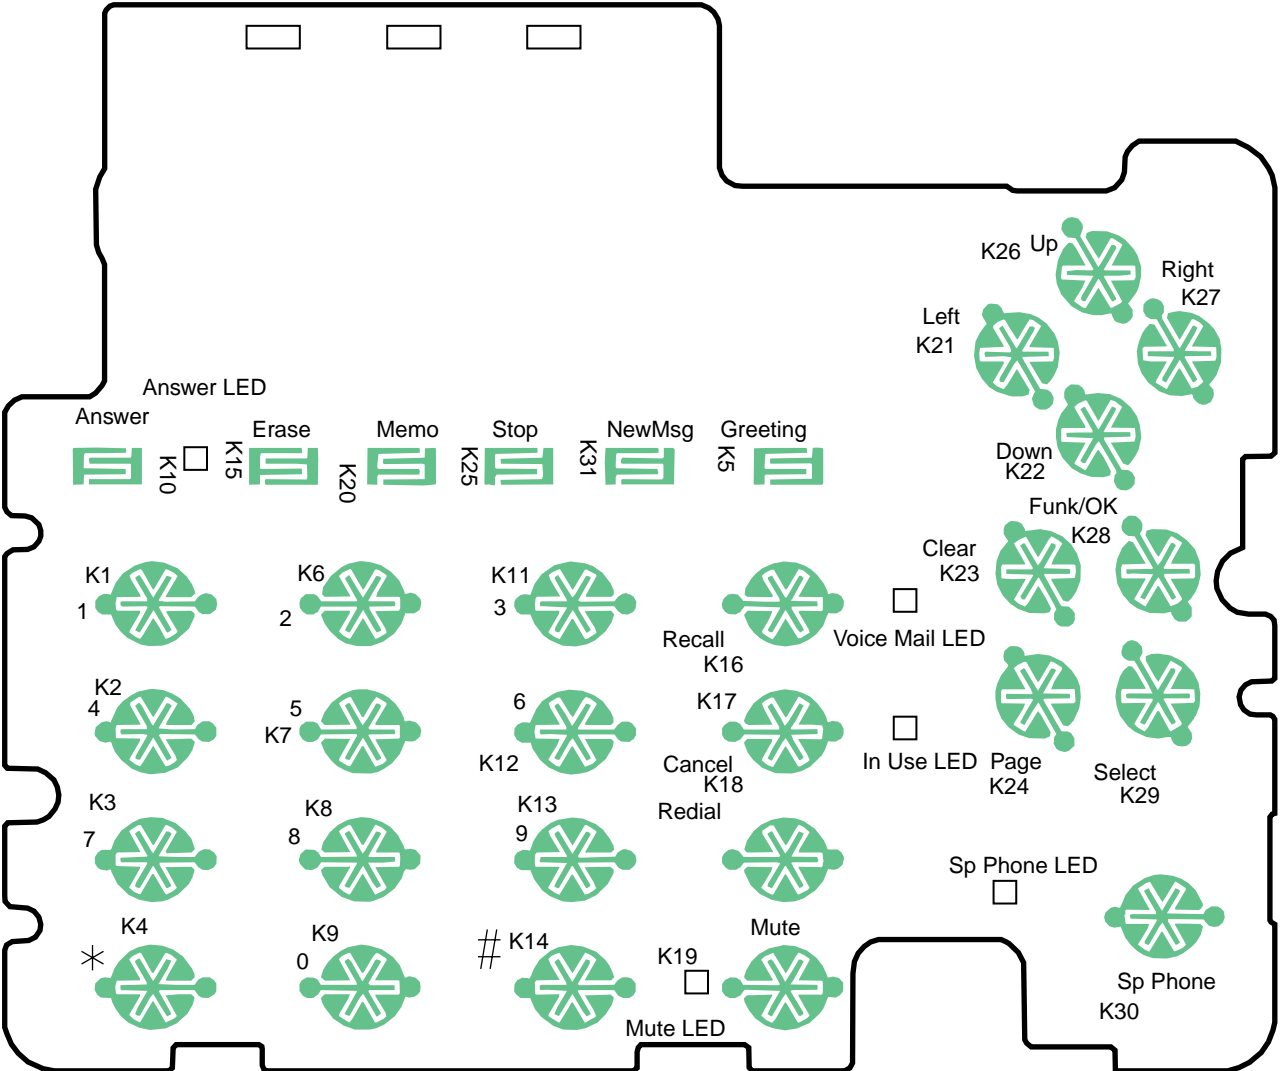 Up
K26
Right
K27
Left
K21
Answer LED
Answer
Erase
Memo
Stop
NewMsg
Greeting
K10
K15
K20
K25
K31
K5
Down
K22
Funk/OK
K28
Clear
K23
K1
1
K6
2
K11
3
Recall
K16
Voice Mail LED
K2
4
5
K7
6
K12
K17
Cancel
K18
Redial
In Use LED
Page
K24
Select
K29
K3
7
K8
8
K13
9
Sp Phone LED
K4
*
K9
0
# K14
K19
Mute
Mute LED
Sp Phone
K30